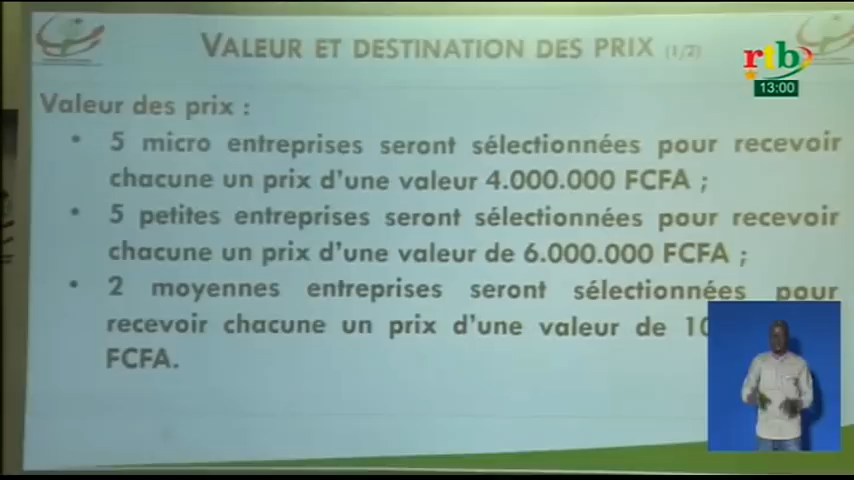 VALEUR ET DESTINATION DES PRIX (1/2)
rtb
13:00
Valeur des prix :
• 5 micro entreprises seront sélectionnées pour recevoir
chacune un prix d'une valeur 4.000.000 FCFA ;
• 5 petites entreprises seront sélectionnées pour recevoir
chacune un prix d'une valeur de 6.000.000 FCFA ;
• 2 moyennes entreprises seront sélectionnées pour
recevoir chacune un prix d'une valeur de 10
FCFA.